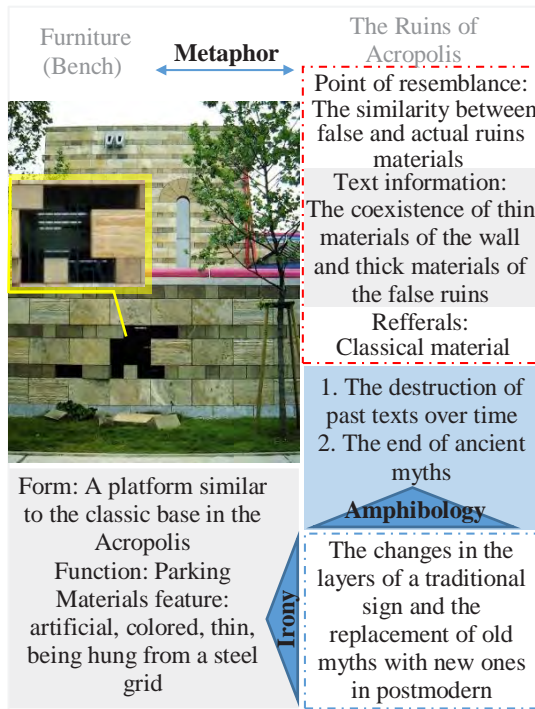 Furniture
(Bench)
Metaphor
The Ruins of
Acropolis
Point of resemblance:
The similarity between
false and actual ruins
materials
Text information:
The coexistence of thin
materials of the wall
and thick materials of
the false ruins
Refferals:
Classical material
1. The destruction of
past texts over time
2. The end of ancient
myths
Amphibology
Form: A platform similar
to the classic base in the
Acropolis
Function: Parking
Materials feature:
artificial, colored, thin,
being hung from a steel
grid
Irony
The changes in the
layers of a traditional
sign and the
replacement of old
myths with new ones
in postmodern